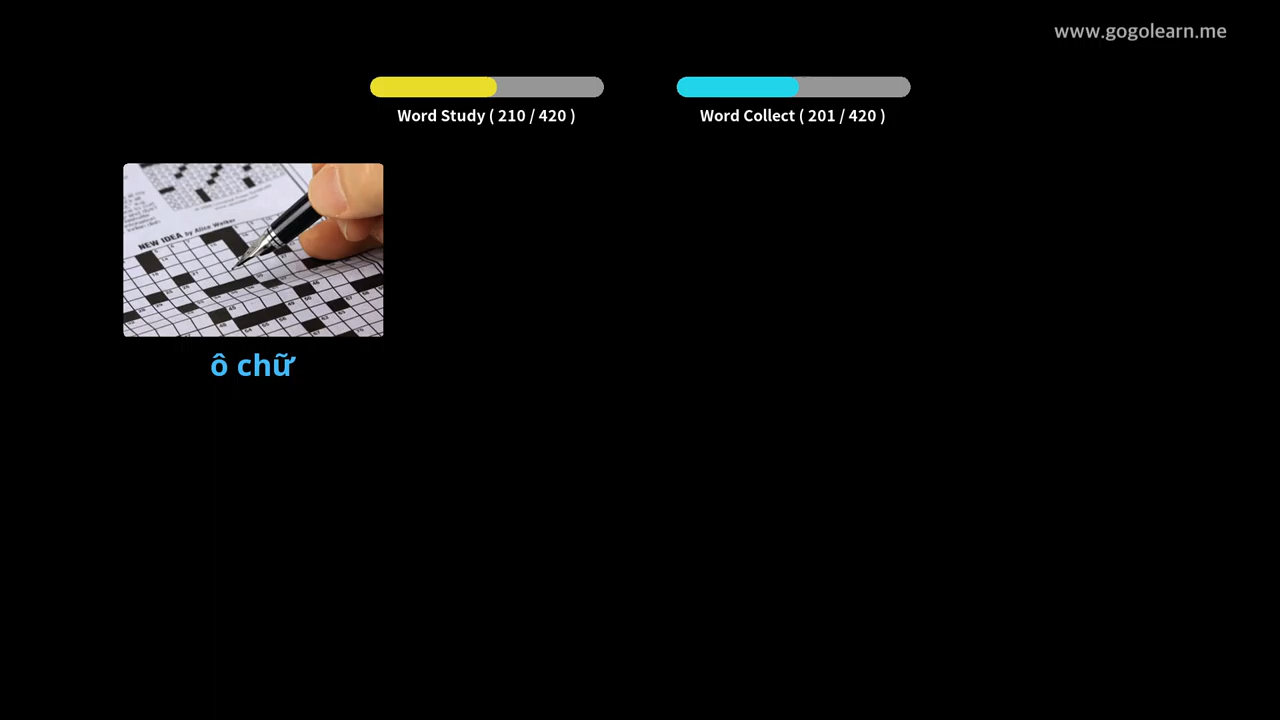 www.gogolearn.me
Word Study ( 210 / 420 )
Word Collect ( 201 / 420 )
NEW IDEA by Alice Walker
ô chữ